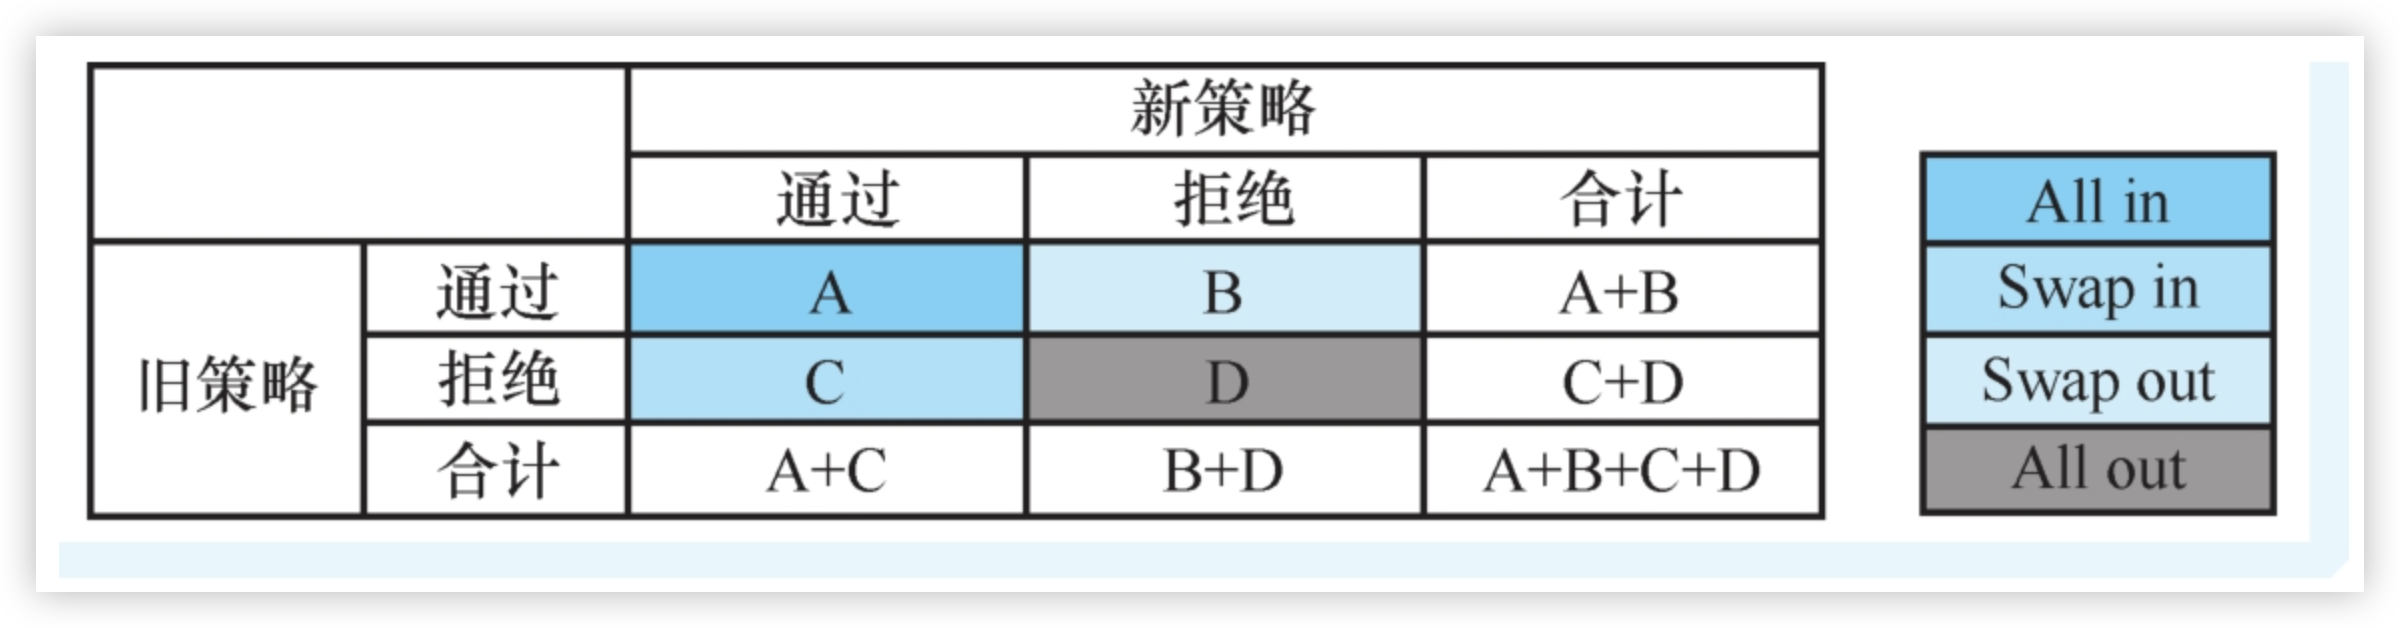 新策略
通过 拒绝 合计
旧策略 通过 A B A+B
拒绝 C D C+D
合计 A+C B+D A+B+C+D
All in
Swap in
Swap out
All out